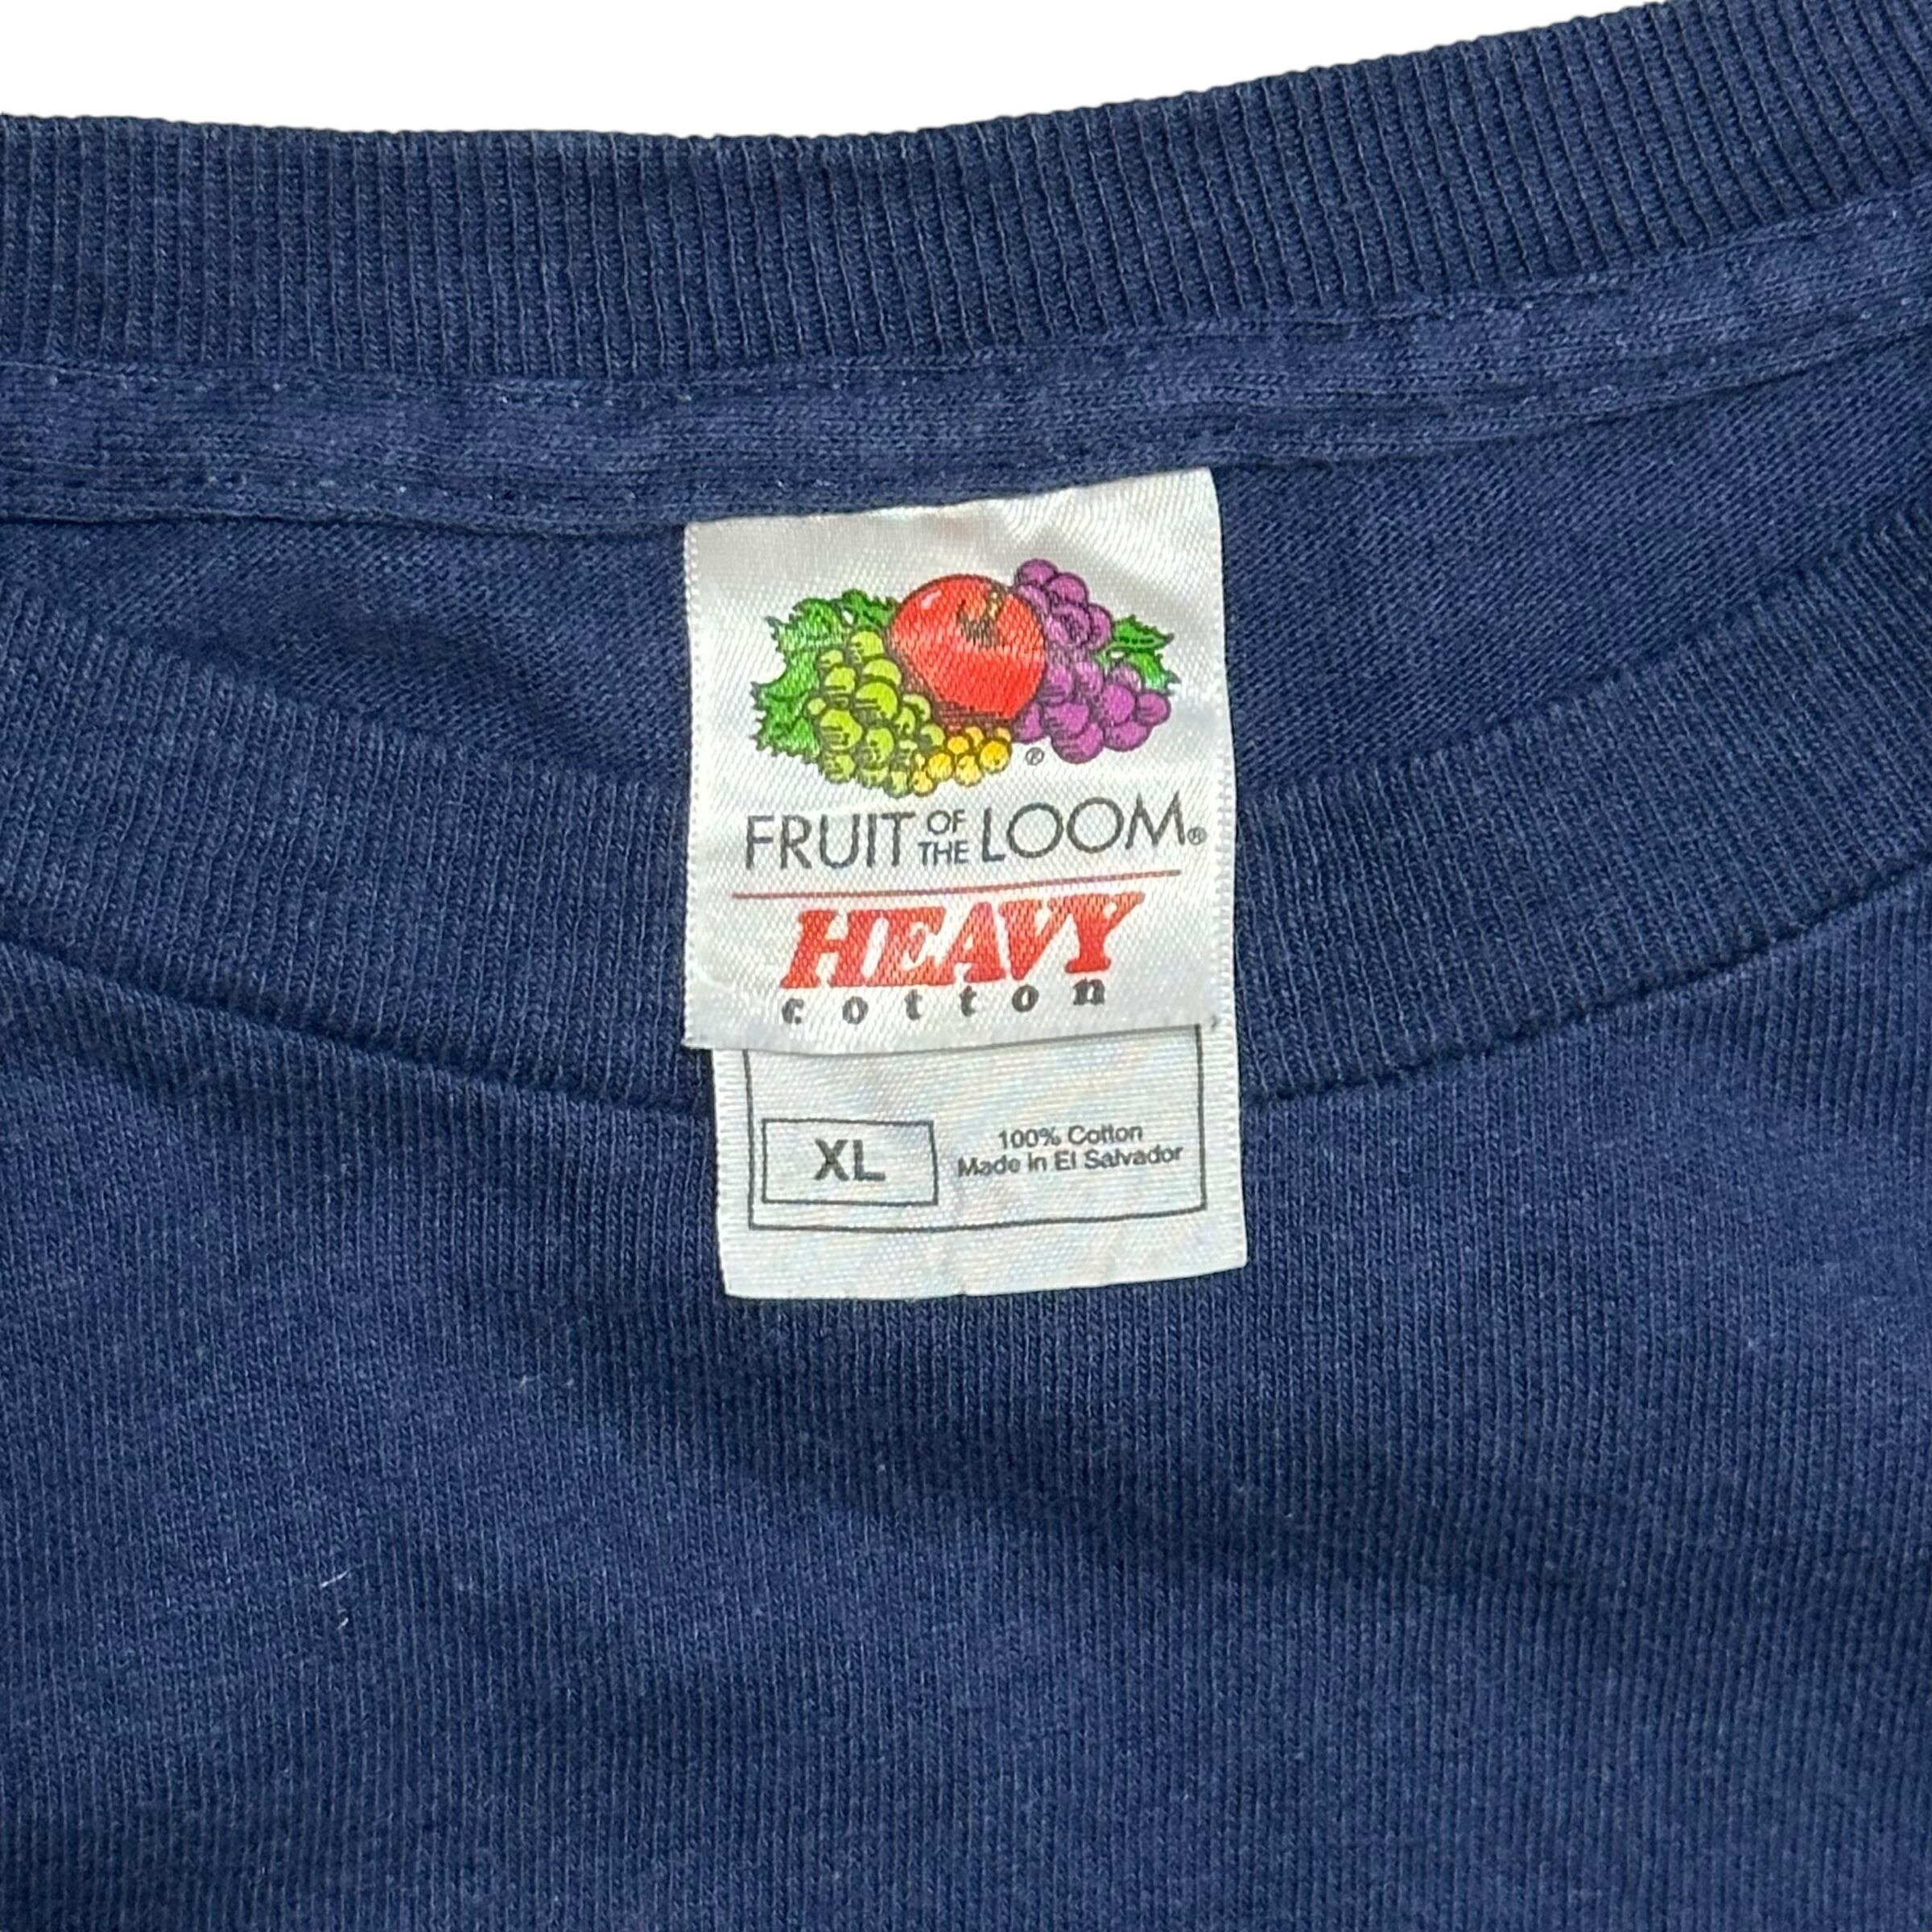 ®
FRUIT OF THE LOOM®
HEAVY
cotton
XL
100% Cotton
Made in El Salvador